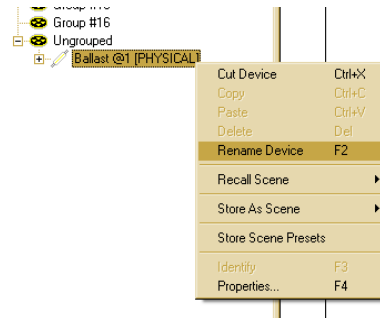 Group #16
Ungrouped
Ballast @1 [PHYSICAL]
Cut Device Ctrl+X
Copy Ctrl+C
Paste Ctrl+V
Delete Del
Rename Device F2
Recall Scene
Store As Scene
Store Scene Presets
Identify F3
Properties... F4